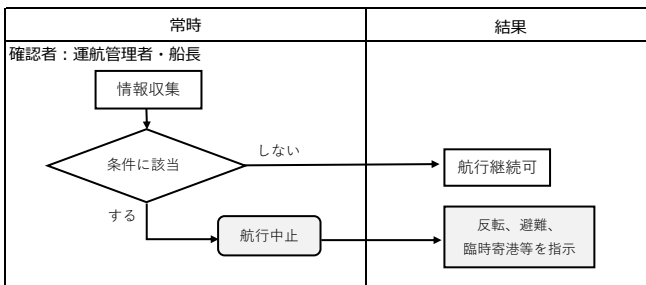 常時
結果
確認者：運航管理者・船長
情報収集
条件に該当
しない
航行継続可
する
航行中止
反転、避難、
臨時寄港等を指示